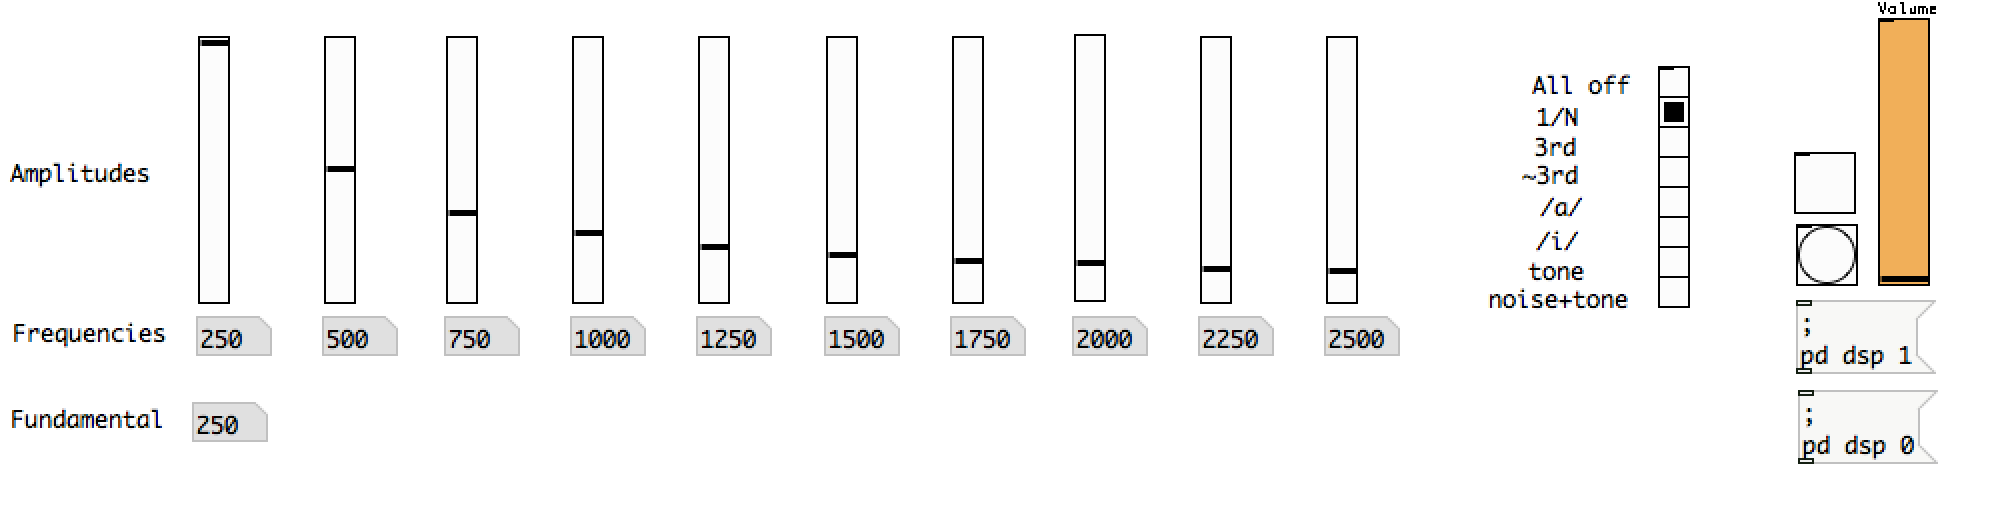 Volume
All off
1/N
3rd
~3rd
/a/
/i/
tone
noise+tone
Amplitudes
Frequencies
250
500
750
1000
1250
1500
1750
2000
2250
2500
Fundamental
250
;
pd dsp 1
;
pd dsp 0